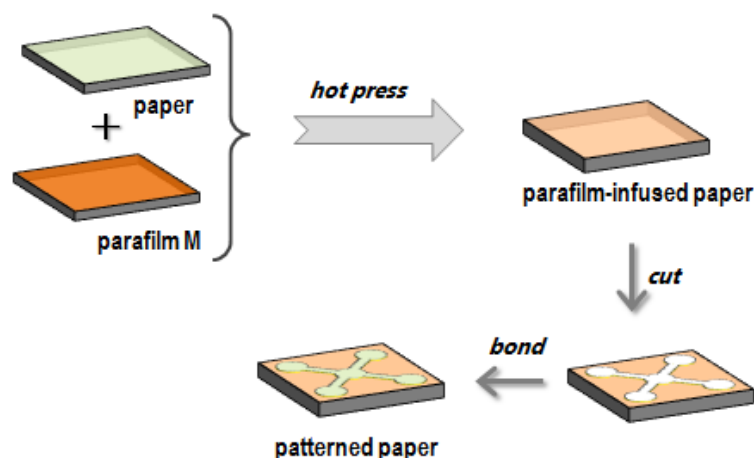 paper
+
parafilm M
hot press
parafilm-infused paper
cut
bond
patterned paper